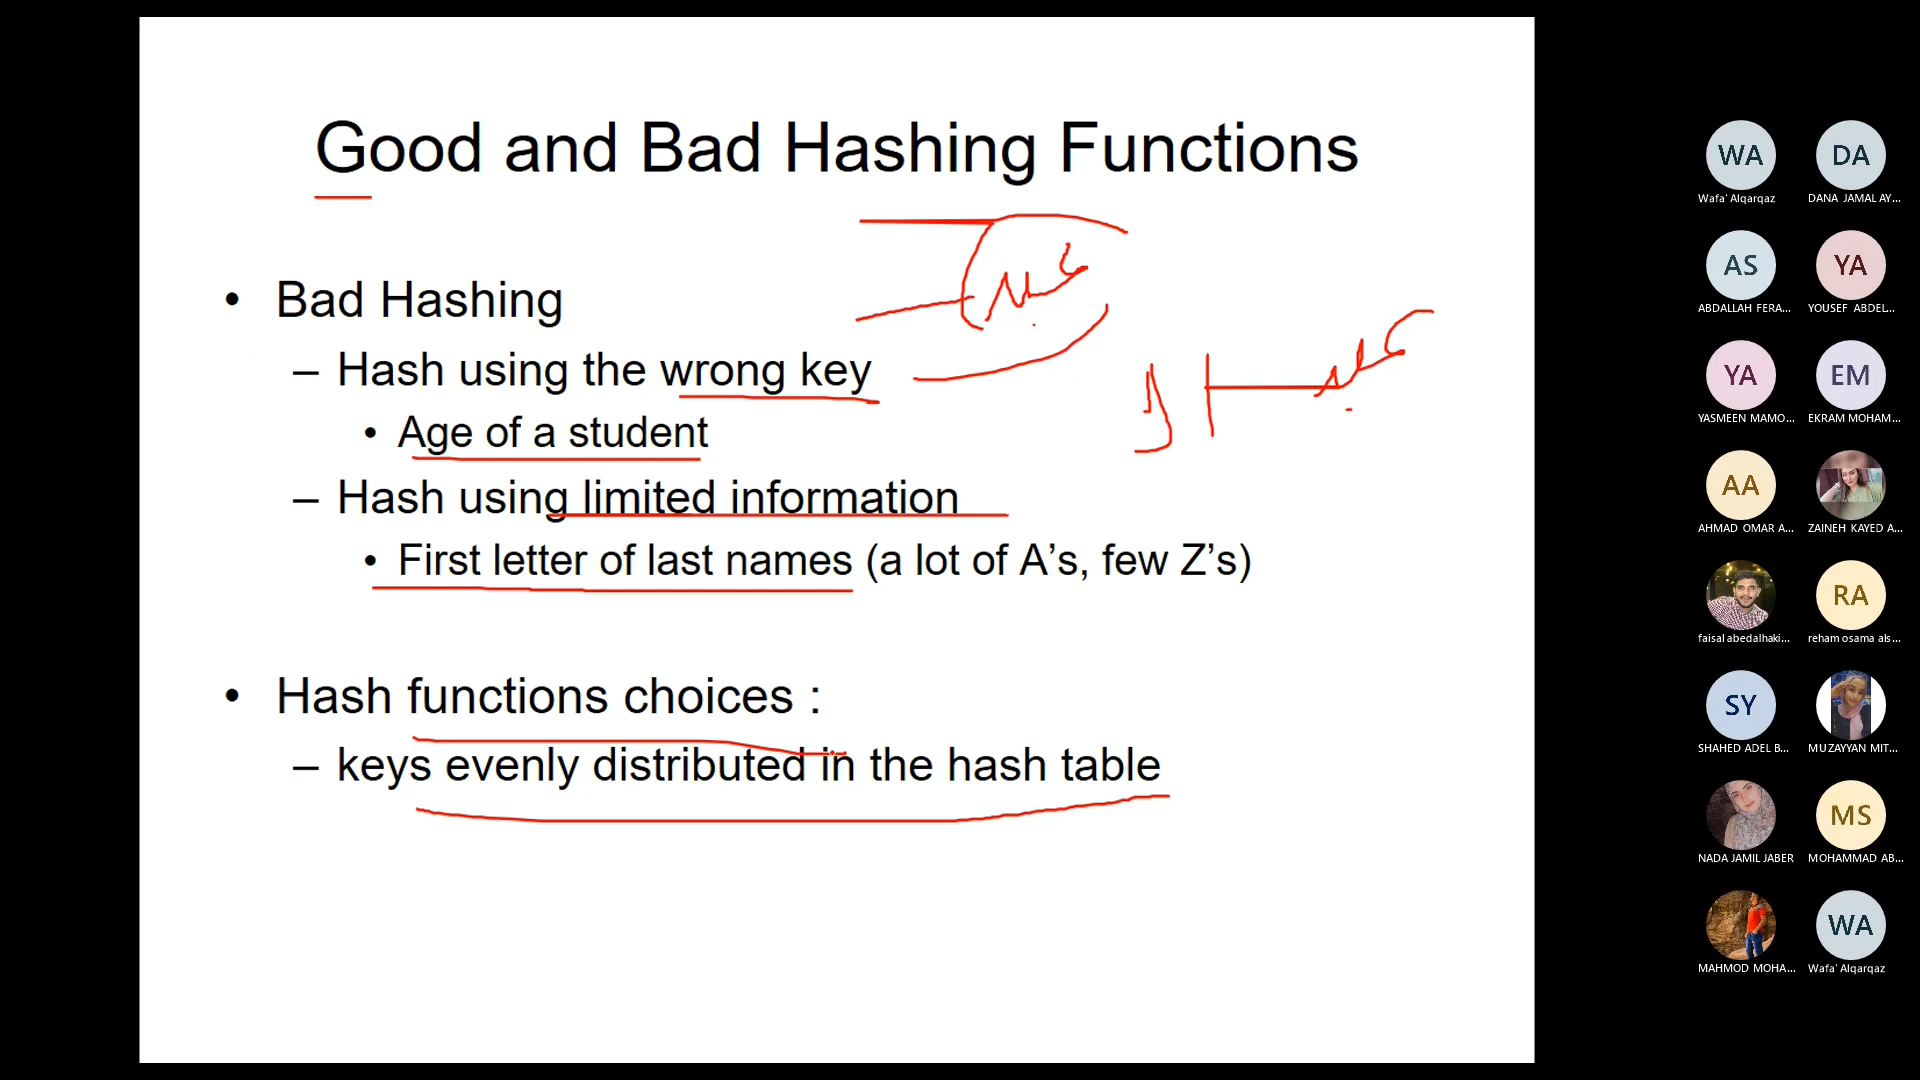 Good and Bad Hashing Functions
• Bad Hashing
– Hash using the wrong key
• Age of a student
– Hash using limited information
• First letter of last names (a lot of A’s, few Z’s)
• Hash functions choices :
– keys evenly distributed in the hash table
WA
DA
Wafa' Alqarqaz
DANA JAMAL AY...
AS
YA
ABDALLAH FERA...
YOUSEF ABDEL...
YA
EM
YASMEEN MAMO...
EKRAM MOHAM...
AA
AHMAD OMAR A...
ZAINEH KAYED A...
RA
faisal abedalhaki...
reham osama als...
SY
SHAHED ADEL B...
MUZAYYAN MIT...
MS
NADA JAMIL JABER
MOHAMMAD AB...
WA
MAHMOD MOHA...
Wafa' Alqarqaz